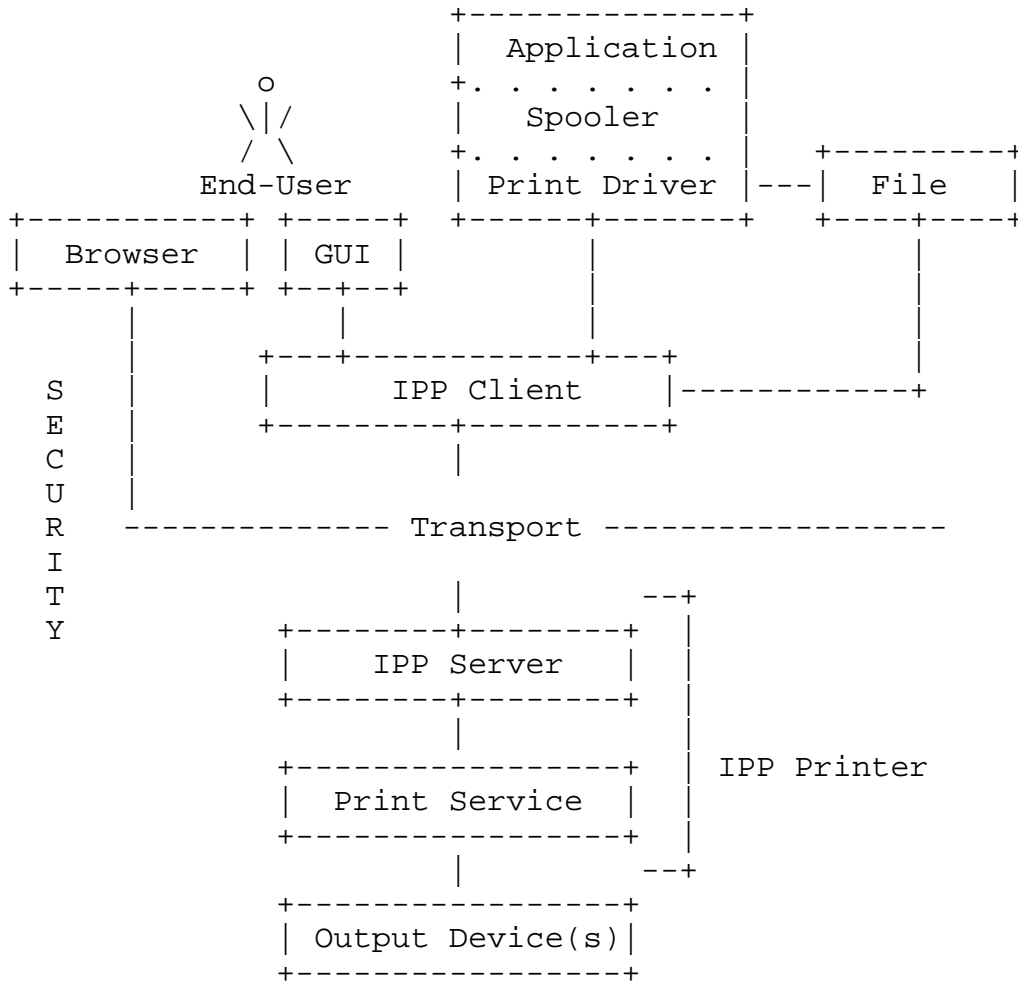 Application
Spooler
End-User
Print Driver
File
Browser
GUI
IPP Client
SECURITY
Transport
IPP Server
IPP Printer
Print Service
Output Device(s)